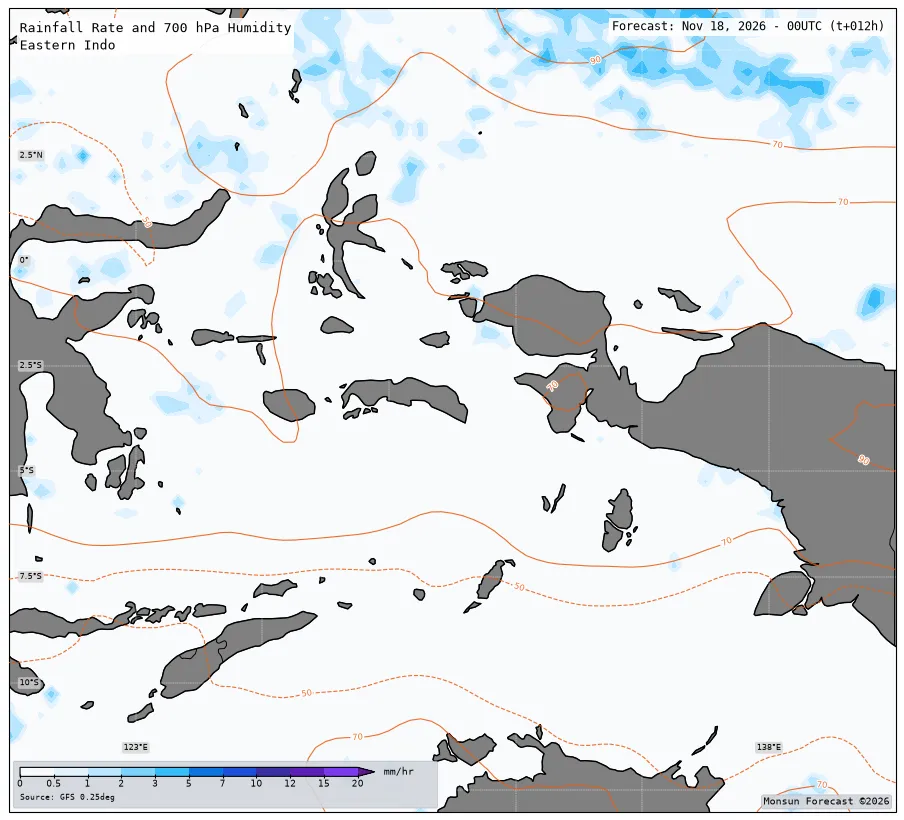 Rainfall Rate and 700 hPa Humidity
Eastern Indo
Forecast: Nov 18, 2026 - 00UTC (t+012h)
90
70
2.5°N
70
50
0°
2.5°S
70
90
5°S
70
7.5°S
50
10°S
50
70
123°E
138°E
mm/hr
0 0.5 1 2 3 5 7 10 12 15 20
70
Source: GFS 0.25deg
Monsun Forecast ©2026